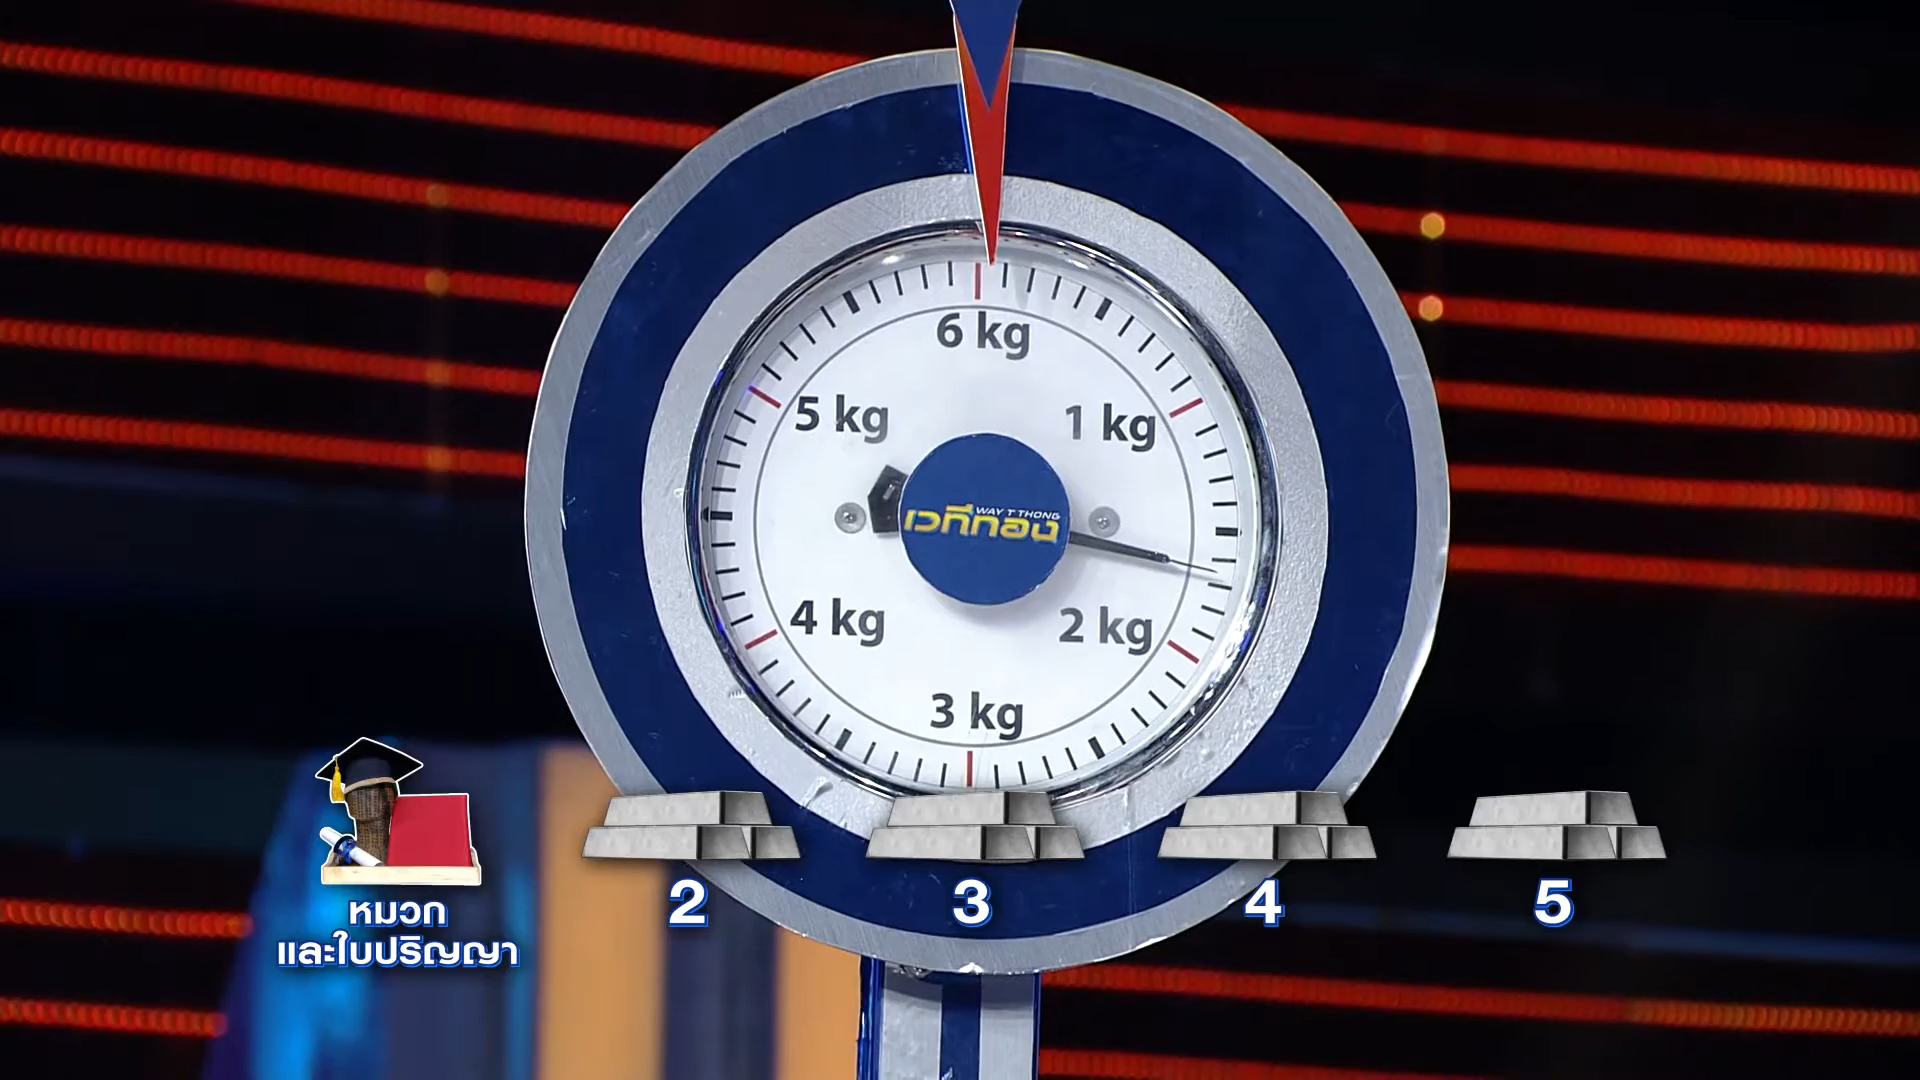 6 kg
5 kg
1 kg
WAY T THONG
เวทีทอง
4 kg
2 kg
3 kg
หมวก
และใบปริญญา
2
3
4
5